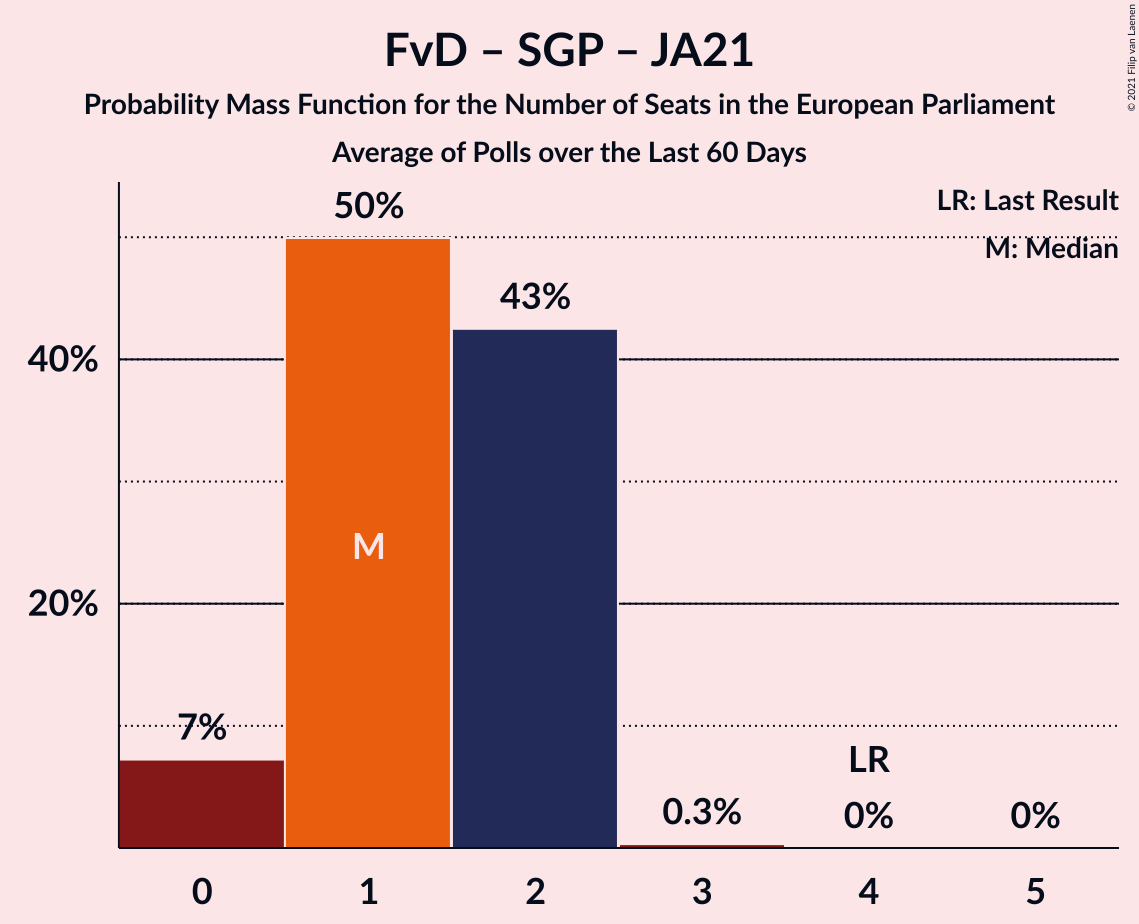 FvD – SGP – JA21
Probability Mass Function for the Number of Seats in the European Parliament
Average of Polls over the Last 60 Days
© 2021 Filip van Laenen
LR: Last Result
M: Median
50%
43%
40%
M
20%
7%
LR
0.3%
0%
0%
0 1 2 3 4 5